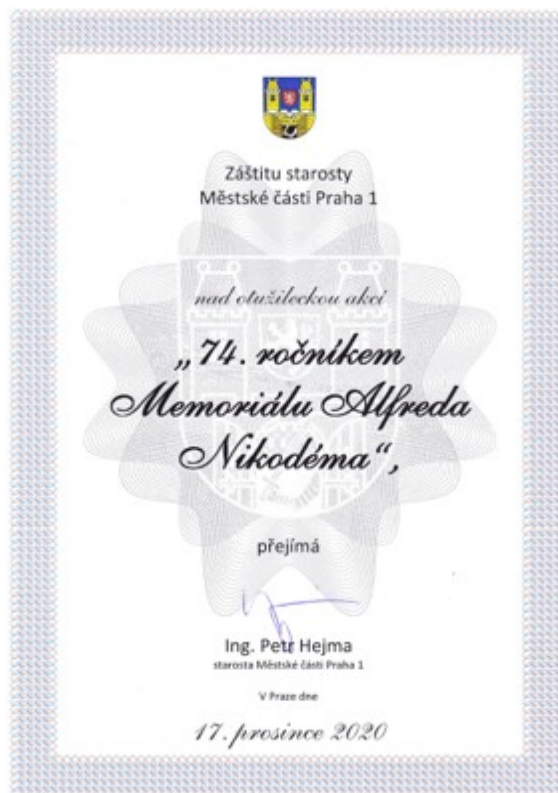 Záštitu starosty
Městské části Praha 1
nad otužileckou akcí
„74. ročníkem
Memoriálu Alfreda
Nikodéma“,
přejímá
Ing. Petr Hejma
starosta Městské části Praha 1
V Praze dne
17. prosince 2020